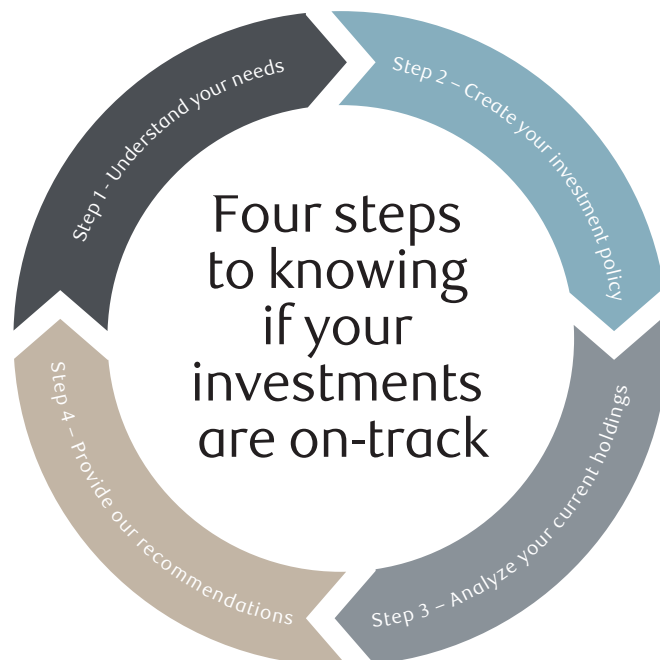 Step 1 - Understand your needs
Step 2 – Create your investment policy
Four steps
to knowing
if your
investments
are on-track
Step 3 – Analyze your current holdings
Step 4 – Provide our recommendations